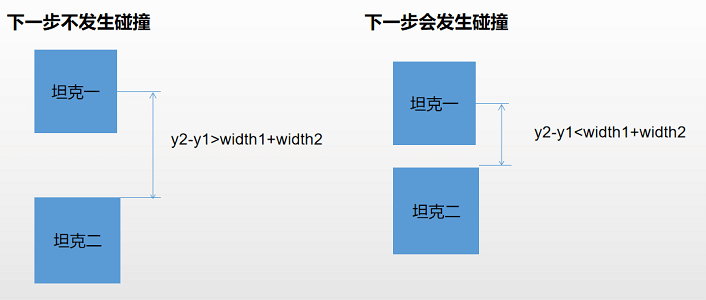 下一步不发生碰撞
下一步会发生碰撞
坦克一
坦克一
y2-y1>width1+width2
y2-y1<width1+width2
坦克二
坦克二